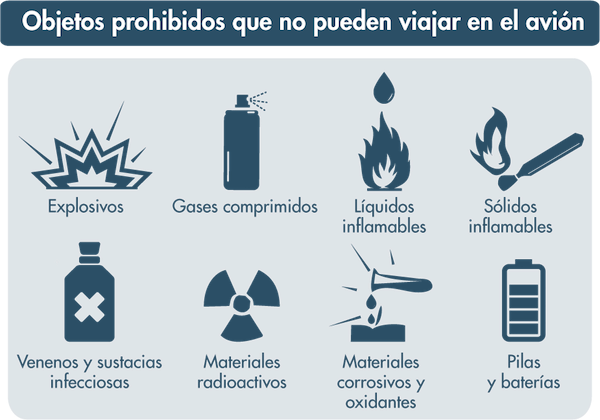 Objetos prohibidos que no pueden viajar en el avión
Explosivos
Gases comprimidos
Líquidos
inflamables
Sólidos
inflamables
Venenos y sustacias
infecciosas
Materiales
radioactivos
Materiales
corrosivos y
oxidantes
Pilas
y baterías